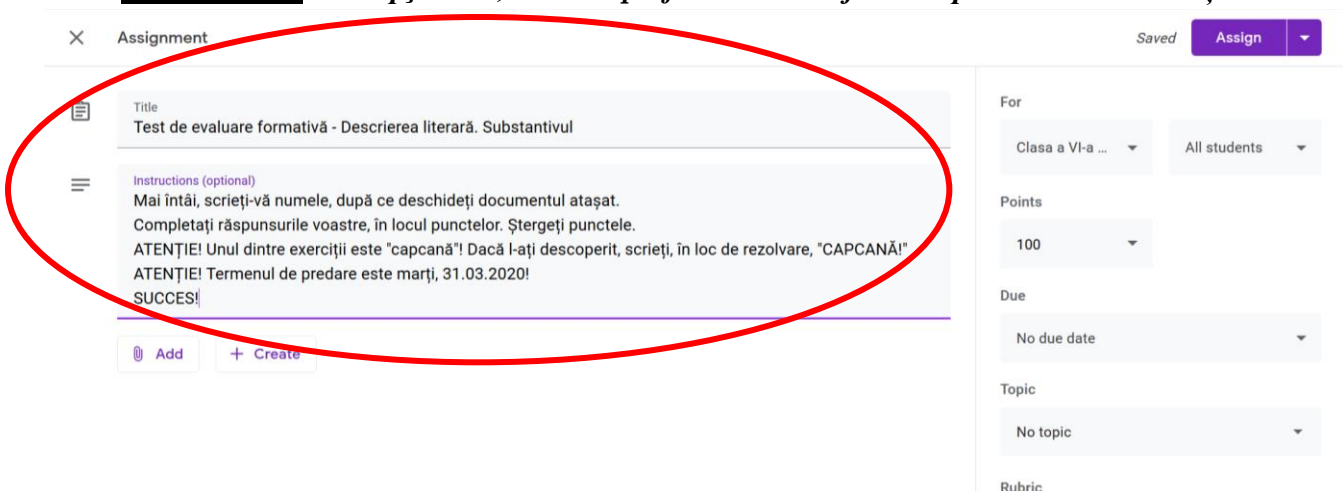 Assignment
Saved
Assign
Title
Test de evaluare formativă - Descrierea literară. Substantivul
Instructions (optional)
Mai întâi, scrieți-vă numele, după ce deschideți documentul atașat.
Completați răspunsurile voastre, în locul punctelor. Ștergeți punctele.
ATENȚIE! Unul dintre exerciții este "capcană"! Dacă l-ați descoperit, scrieți, în loc de rezolvare, "CAPCANĂ!"
ATENȚIE! Termenul de predare este marți, 31.03.2020!
SUCCES!
Add
+ Create
For
Clasa a VI-a ...
All students
Points
100
Due
No due date
Topic
No topic
Rubric